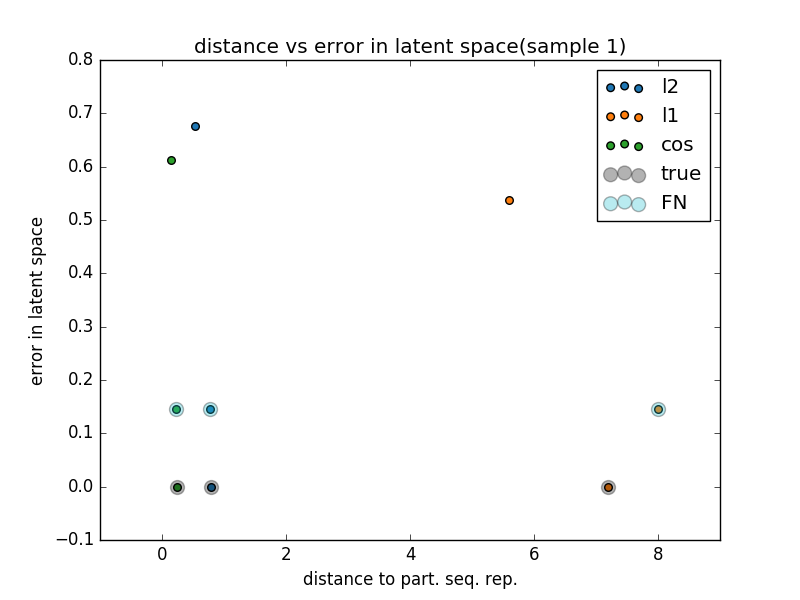 distance vs error in latent space(sample 1)
0.8
0.7
0.6
0.5
0.4
0.3
0.2
0.1
0.0
−0.1
error in latent space
l2
l1
cos
true
FN
0 2 4 6 8
distance to part. seq. rep.